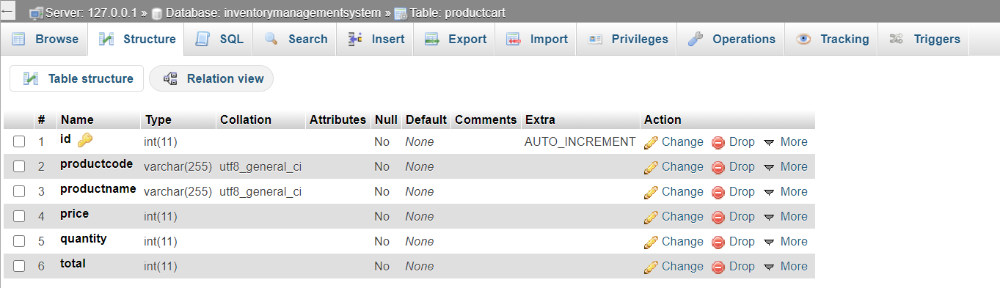 ← Server: 127.0.0.1 » Database: inventorymanagementsystem » Table: productcart
Browse Structure SQL Search Insert Export Import Privileges Operations Tracking Triggers
Table structure Relation view
# Name Type Collation Attributes Null Default Comments Extra Action
1 id int(11) No None AUTO_INCREMENT Change Drop More
2 productcode varchar(255) utf8_general_ci No None Change Drop More
3 productname varchar(255) utf8_general_ci No None Change Drop More
4 price int(11) No None Change Drop More
5 quantity int(11) No None Change Drop More
6 total int(11) No None Change Drop More